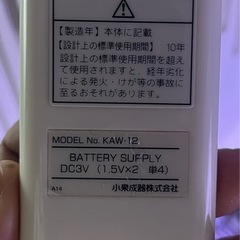 【製造年】本体に記載
【設計上の標準使用期間】 10年
設計上の標準使用期間を超え
て使用されますと、経年劣化
による発火・けが等の事故に
至るおそれがあります。
MODEL No. KAW-12
BATTERY SUPPLY
DC3V (1.5V×2 単4)
A14 小泉成器株式会社